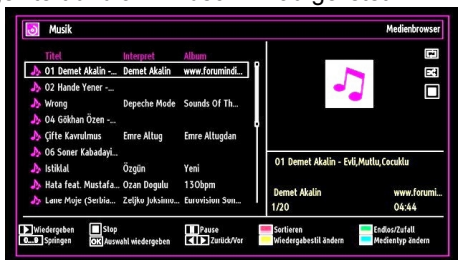 Musik Medienbrowser
Titel Interpret Album
01 Demet Akalin -... Demet Akalin www.forumindi...
02 Hande Yener -...
Wrong Depeche Mode Sounds Of Th...
04 Gökhan Özen -...
Çifte Kavrulmus Emre Altug Emre Altugdan
06 Soner Kabadayi...
Istiklal Özgün Yeni
Hata feat. Mustafa... Ozan Dogulu 130bpm
Lane Moje (Serbia... Zeljko Joksimo... Eurovision Son...
01 Demet Akalin - Evli,Mutlu,Cocuklu
Demet Akalin www.forumi...
1/20 04:44
Wiedergeben Stop Pause Sortieren Endlos/Zufall
0...9 Springen OK Auswahl wiedergeben Zurück/Vor Wiedergabestil ändern Medientyp ändern